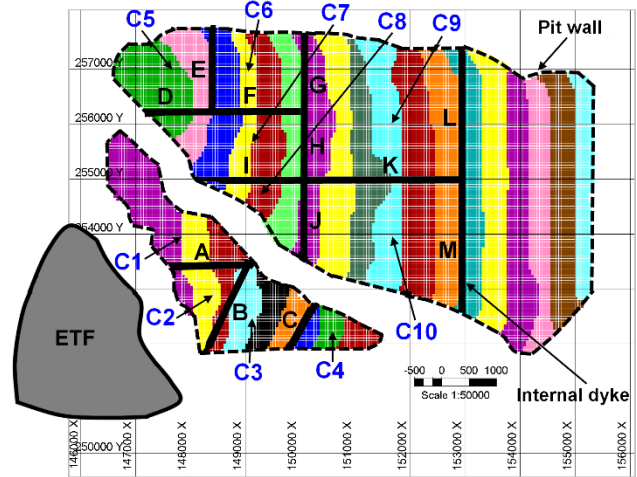 C5 C6 C7 C8 C9 Pit wall
257000 Y
E
D F G L
256000 Y
I H K
255000 Y
254000 Y
J M
A
C1
C2 B C
C3 C4 C10
ETF
-500 0 500 1000
Scale 1:50000
Internal dyke
250000 Y
146000 X 147000 X 148000 X 149000 X 150000 X 151000 X 152000 X 153000 X 154000 X 155000 X 156000 X